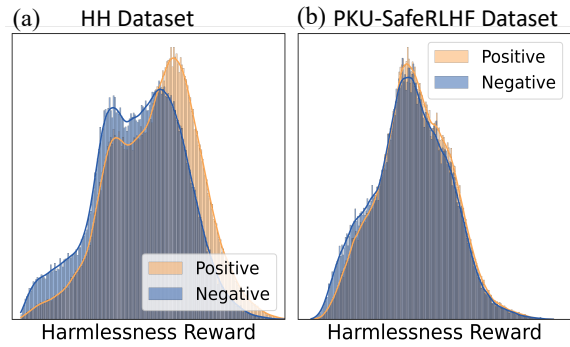 (a) HH Dataset
Positive
Negative
Harmlessness Reward
(b) PKU-SafeRLHF Dataset
Positive
Negative
Harmlessness Reward